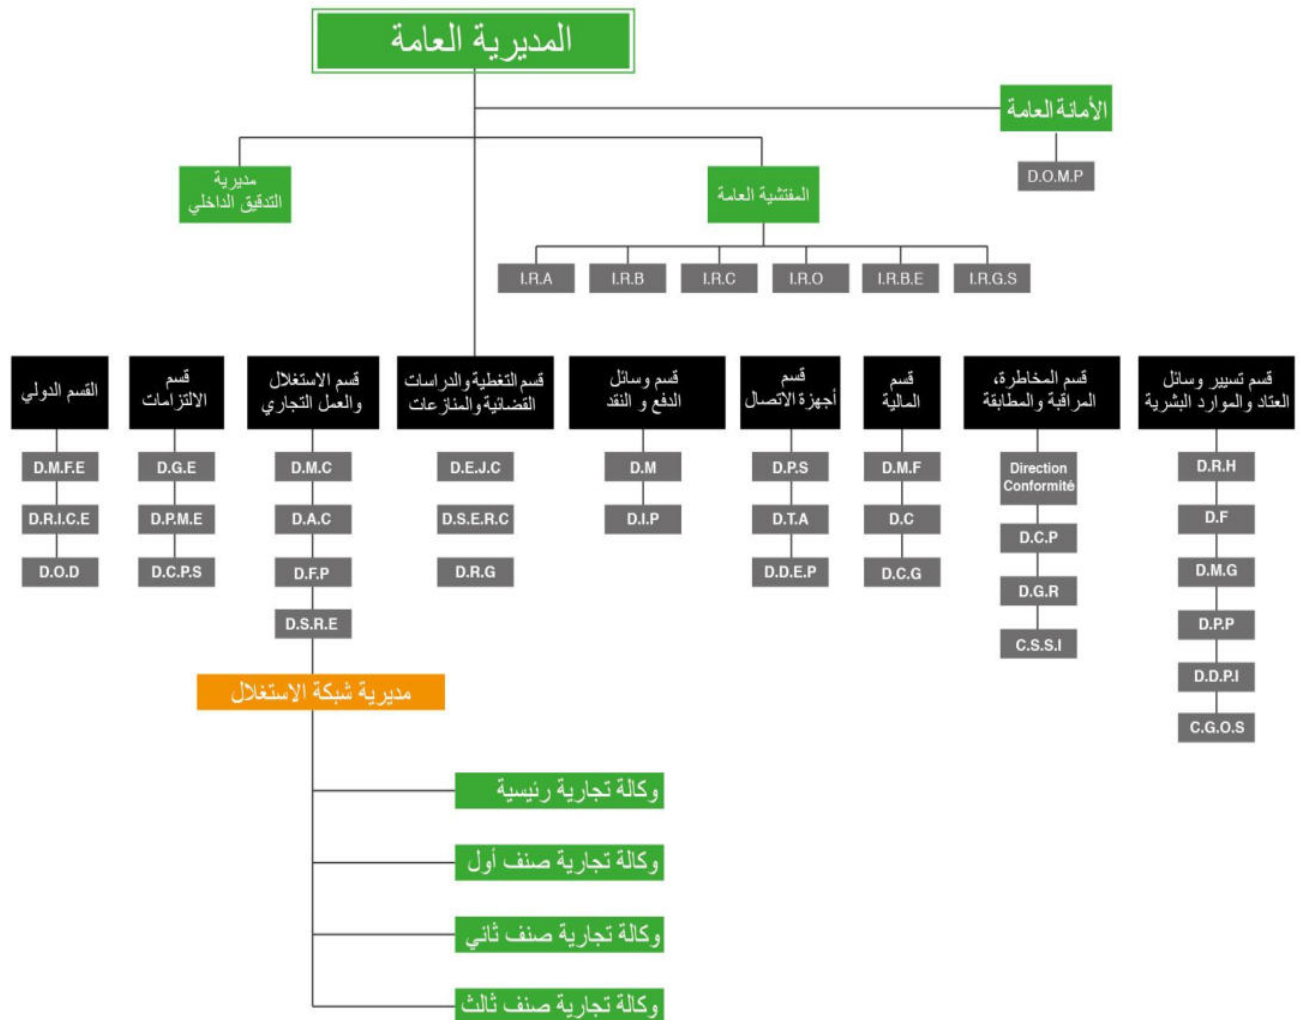 المديرية العامة
الأمانة العامة
D.O.M.P
المفتشية العامة
مديرية
التدقيق الداخلي
I.R.A
I.R.B
I.R.C
I.R.O
I.R.B.E
I.R.G.S
القسم الدولي
D.M.F.E
D.R.I.C.E
D.O.D
قسم
الالتزامات
D.G.E
D.P.M.E
D.C.P.S
قسم الاستغلال
والعمل التجاري
D.M.C
D.A.C
D.F.P
D.S.R.E
قسم التغطية والدراسات
القضائية والمنازعات
D.E.J.C
D.S.E.R.C
D.R.G
قسم وسائل
الدفع و النقد
D.M
D.I.P
قسم
أجهزة الاتصال
D.P.S
D.T.A
D.D.E.P
قسم
المالية
D.M.F
D.C
D.C.G
قسم المخاطرة،
المراقبة والمطابقة
Direction
Conformité
D.C.P
D.G.R
C.S.S.I
قسم تسيير وسائل
العتاد والموارد البشرية
D.R.H
D.F
D.M.G
D.P.P
D.D.P.I
C.G.O.S
مديرية شبكة الاستغلال
وكالة تجارية رئيسية
وكالة تجارية صنف أول
وكالة تجارية صنف ثاني
وكالة تجارية صنف ثالث